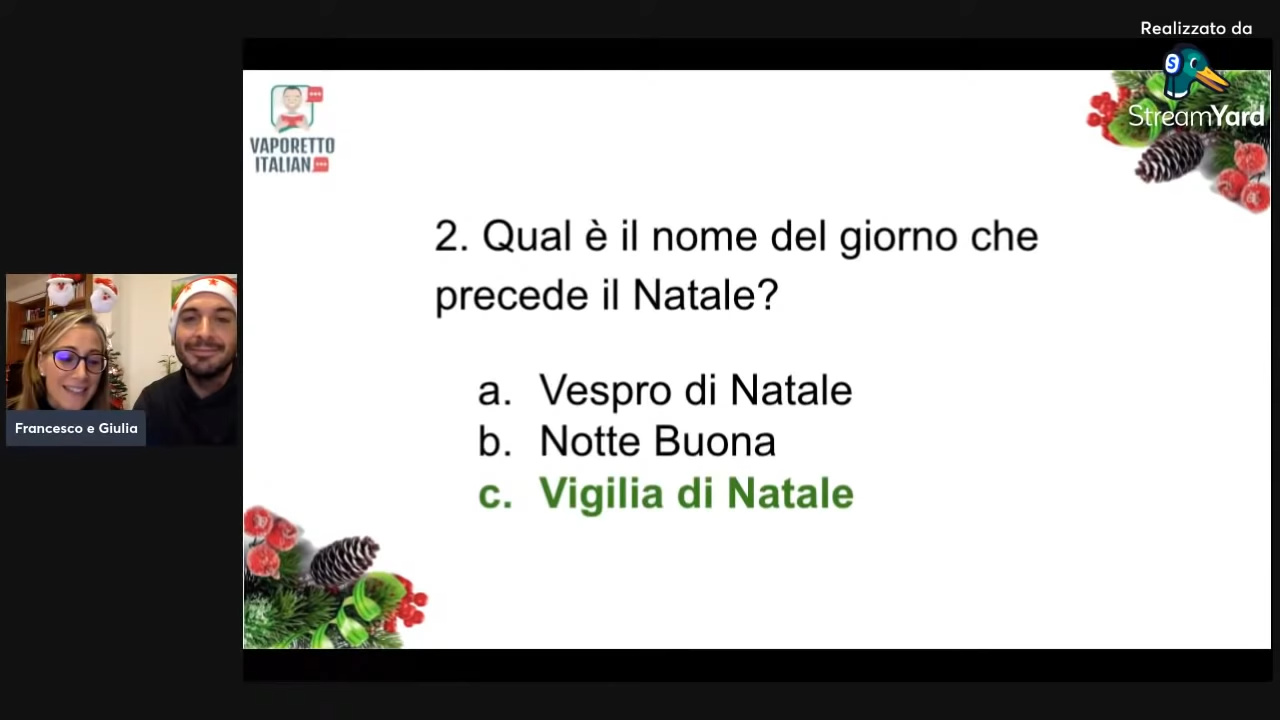 Realizzato da
StreamYard
VAPORETTO
ITALIAN
2. Qual è il nome del giorno che
precede il Natale?
a. Vespro di Natale
b. Notte Buona
c. Vigilia di Natale
Francesco e Giulia